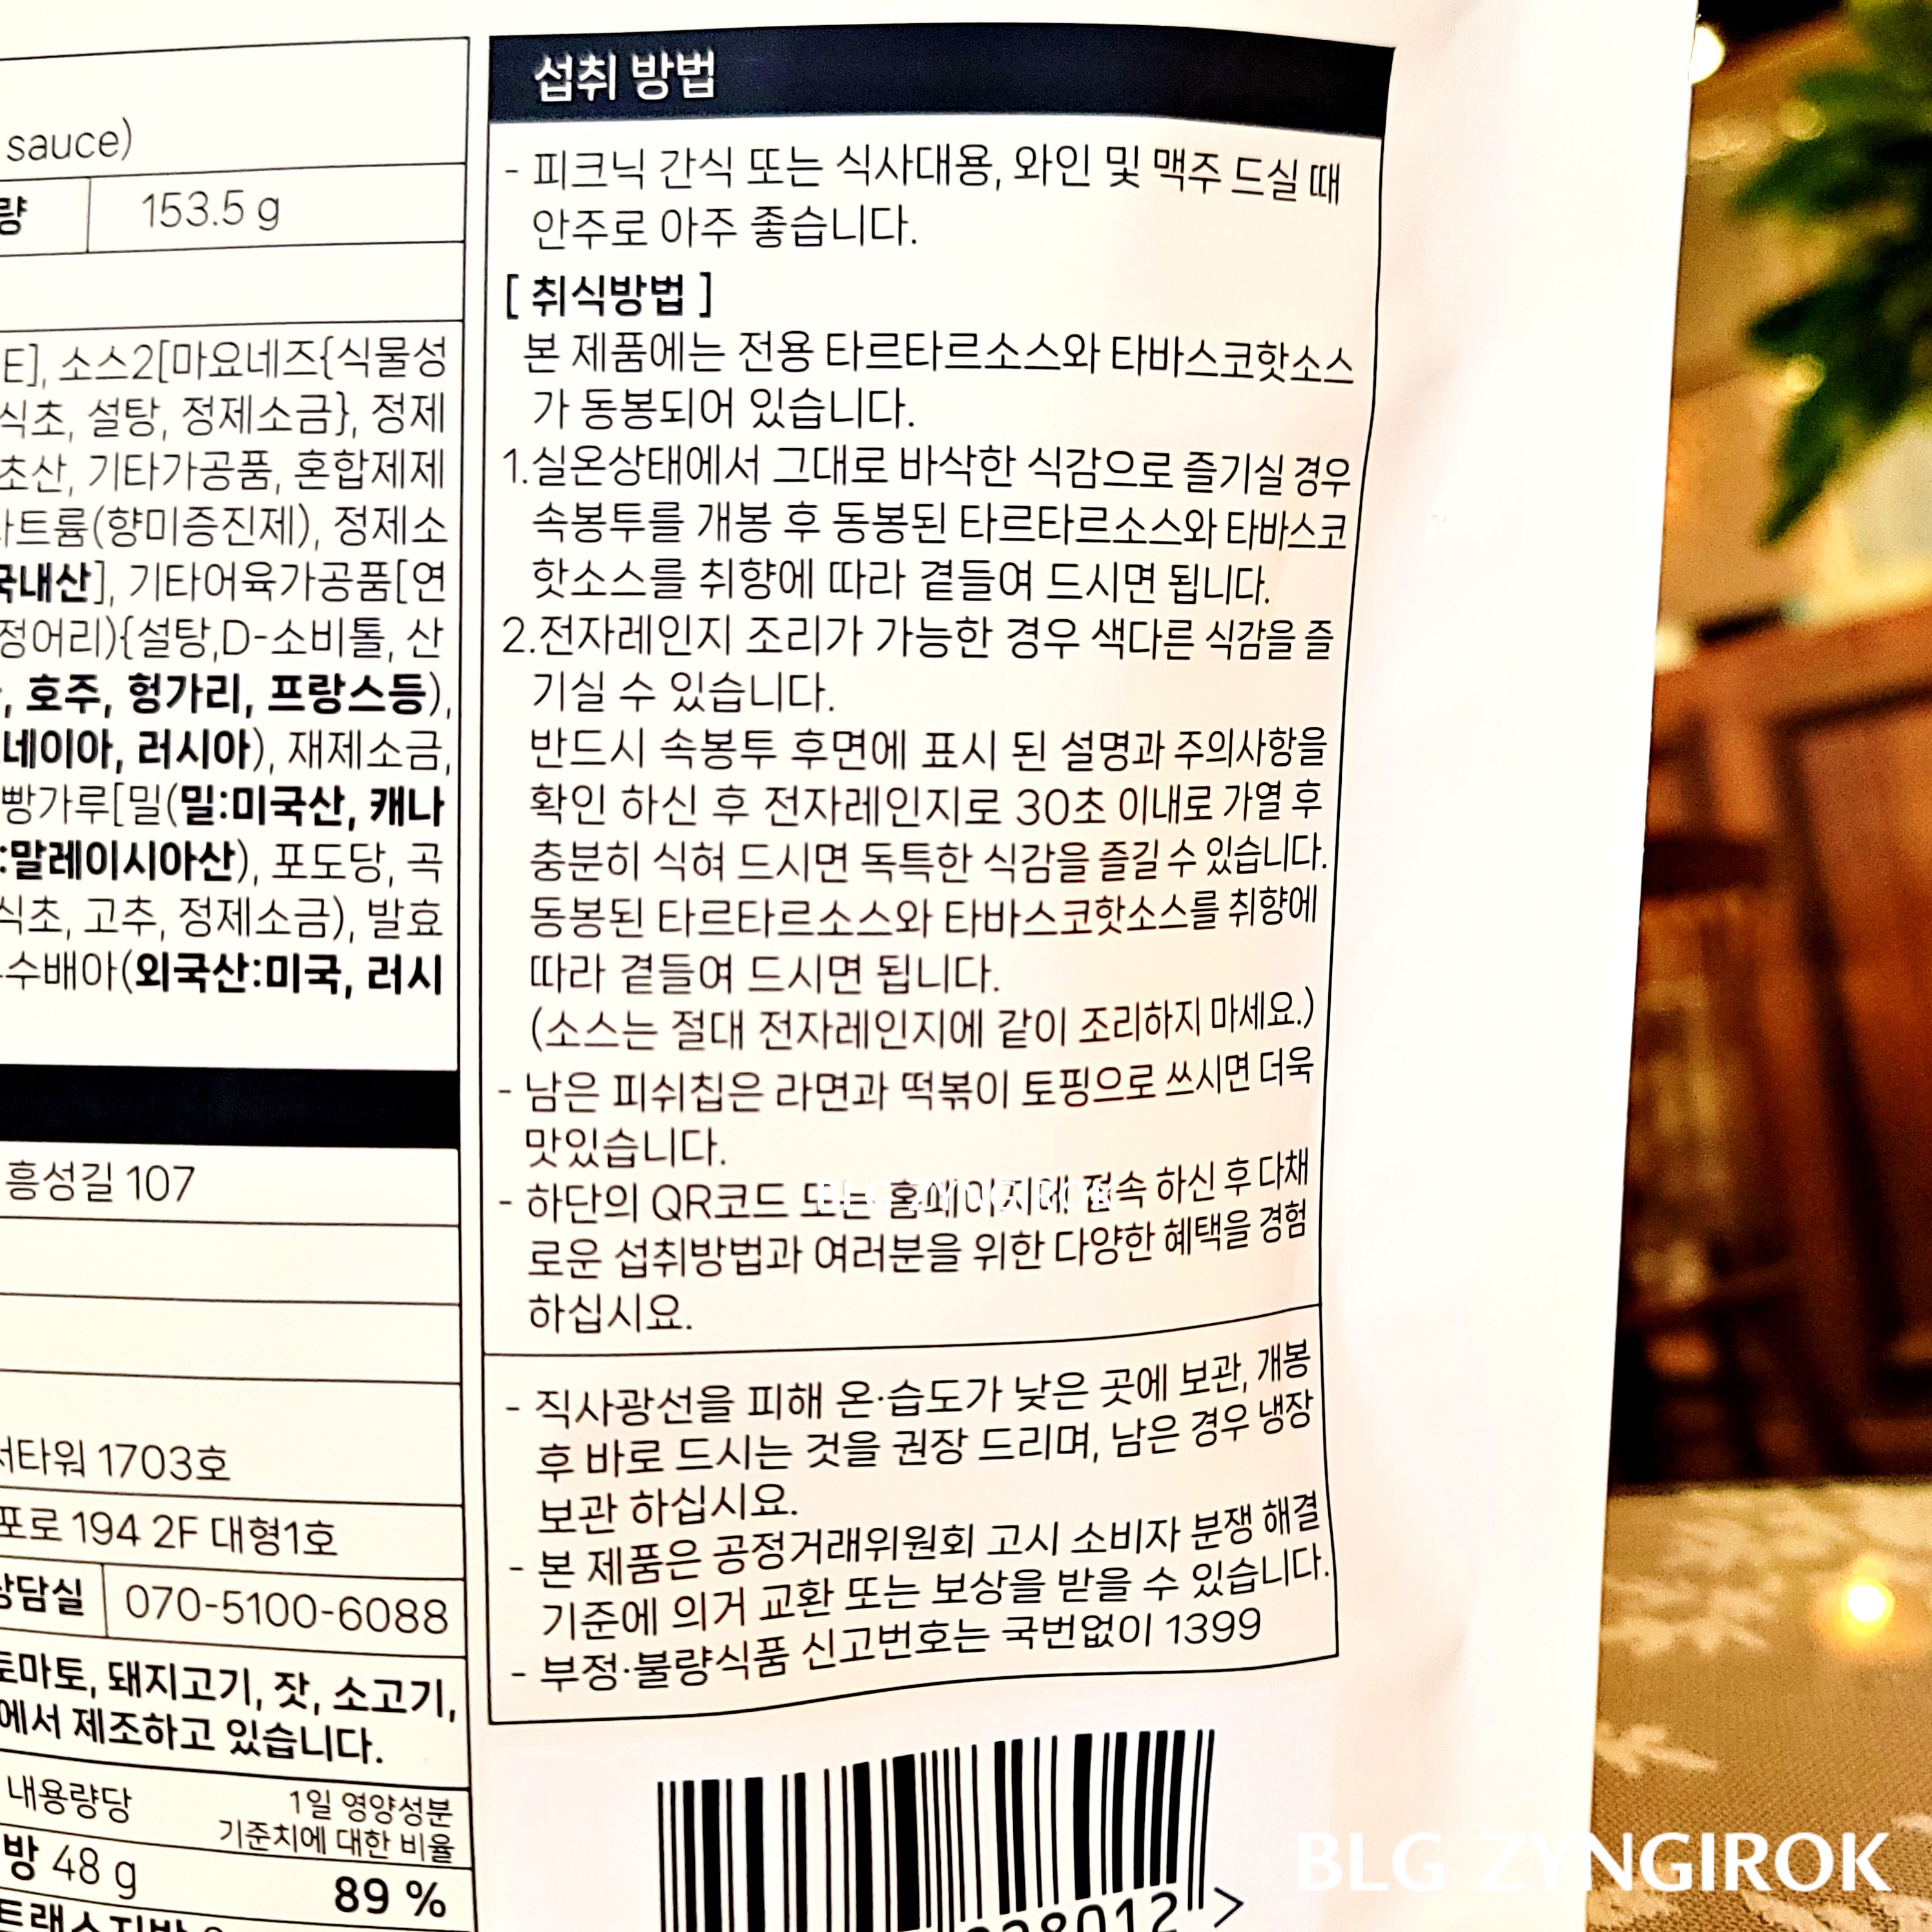 sauce)
량 153.5 g
E], 소스2[마요네즈{식물성
식초, 설탕, 정제소금}, 정제
초산, 기타가공품, 혼합제제
트륨(향미증진제), 정제소
국내산], 기타어육가공품[연
정어리){설탕,D-소비톨, 산
, 호주, 헝가리, 프랑스등),
네이아, 러시아), 재제소금,
빵가루[밀(밀:미국산, 캐나
:말레이시아산), 포도당, 곡
식초, 고추, 정제소금), 발효
수배아(외국산:미국, 러시
흥성길 107
타워 1703호
포로 194 2F 대형1호
상담실 070-5100-6088
토마토, 돼지고기, 잣, 소고기,
에서 제조하고 있습니다.
내용량당 1일 영양성분
기준치에 대한 비율
방 48 g 89 %
섭취 방법
- 피크닉 간식 또는 식사대용, 와인 및 맥주 드실 때
안주로 아주 좋습니다.
[ 취식방법 ]
본 제품에는 전용 타르타르소스와 타바스코핫소스
가 동봉되어 있습니다.
1.실온상태에서 그대로 바삭한 식감으로 즐기실 경우
속봉투를 개봉 후 동봉된 타르타르소스와 타바스코
핫소스를 취향에 따라 곁들여 드시면 됩니다.
2.전자레인지 조리가 가능한 경우 색다른 식감을 즐
기실 수 있습니다.
반드시 속봉투 후면에 표시 된 설명과 주의사항을
확인 하신 후 전자레인지로 30초 이내로 가열 후
충분히 식혀 드시면 독특한 식감을 즐길 수 있습니다.
동봉된 타르타르소스와 타바스코핫소스를 취향에
따라 곁들여 드시면 됩니다.
(소스는 절대 전자레인지에 같이 조리하지 마세요.)
- 남은 피쉬칩은 라면과 떡볶이 토핑으로 쓰시면 더욱
맛있습니다.
- 하단의 QR코드 또는 홈페이지에 접속 하신 후 다채
로운 섭취방법과 여러분을 위한 다양한 혜택을 경험
하십시요.
- 직사광선을 피해 온·습도가 낮은 곳에 보관, 개봉
후 바로 드시는 것을 권장 드리며, 남은 경우 냉장
보관 하십시요.
- 본 제품은 공정거래위원회 고시 소비자 분쟁 해결
기준에 의거 교환 또는 보상을 받을 수 있습니다.
- 부정·불량식품 신고번호는 국번없이 1399
BLG ZYNGIROK
BLG ZYNGIROK